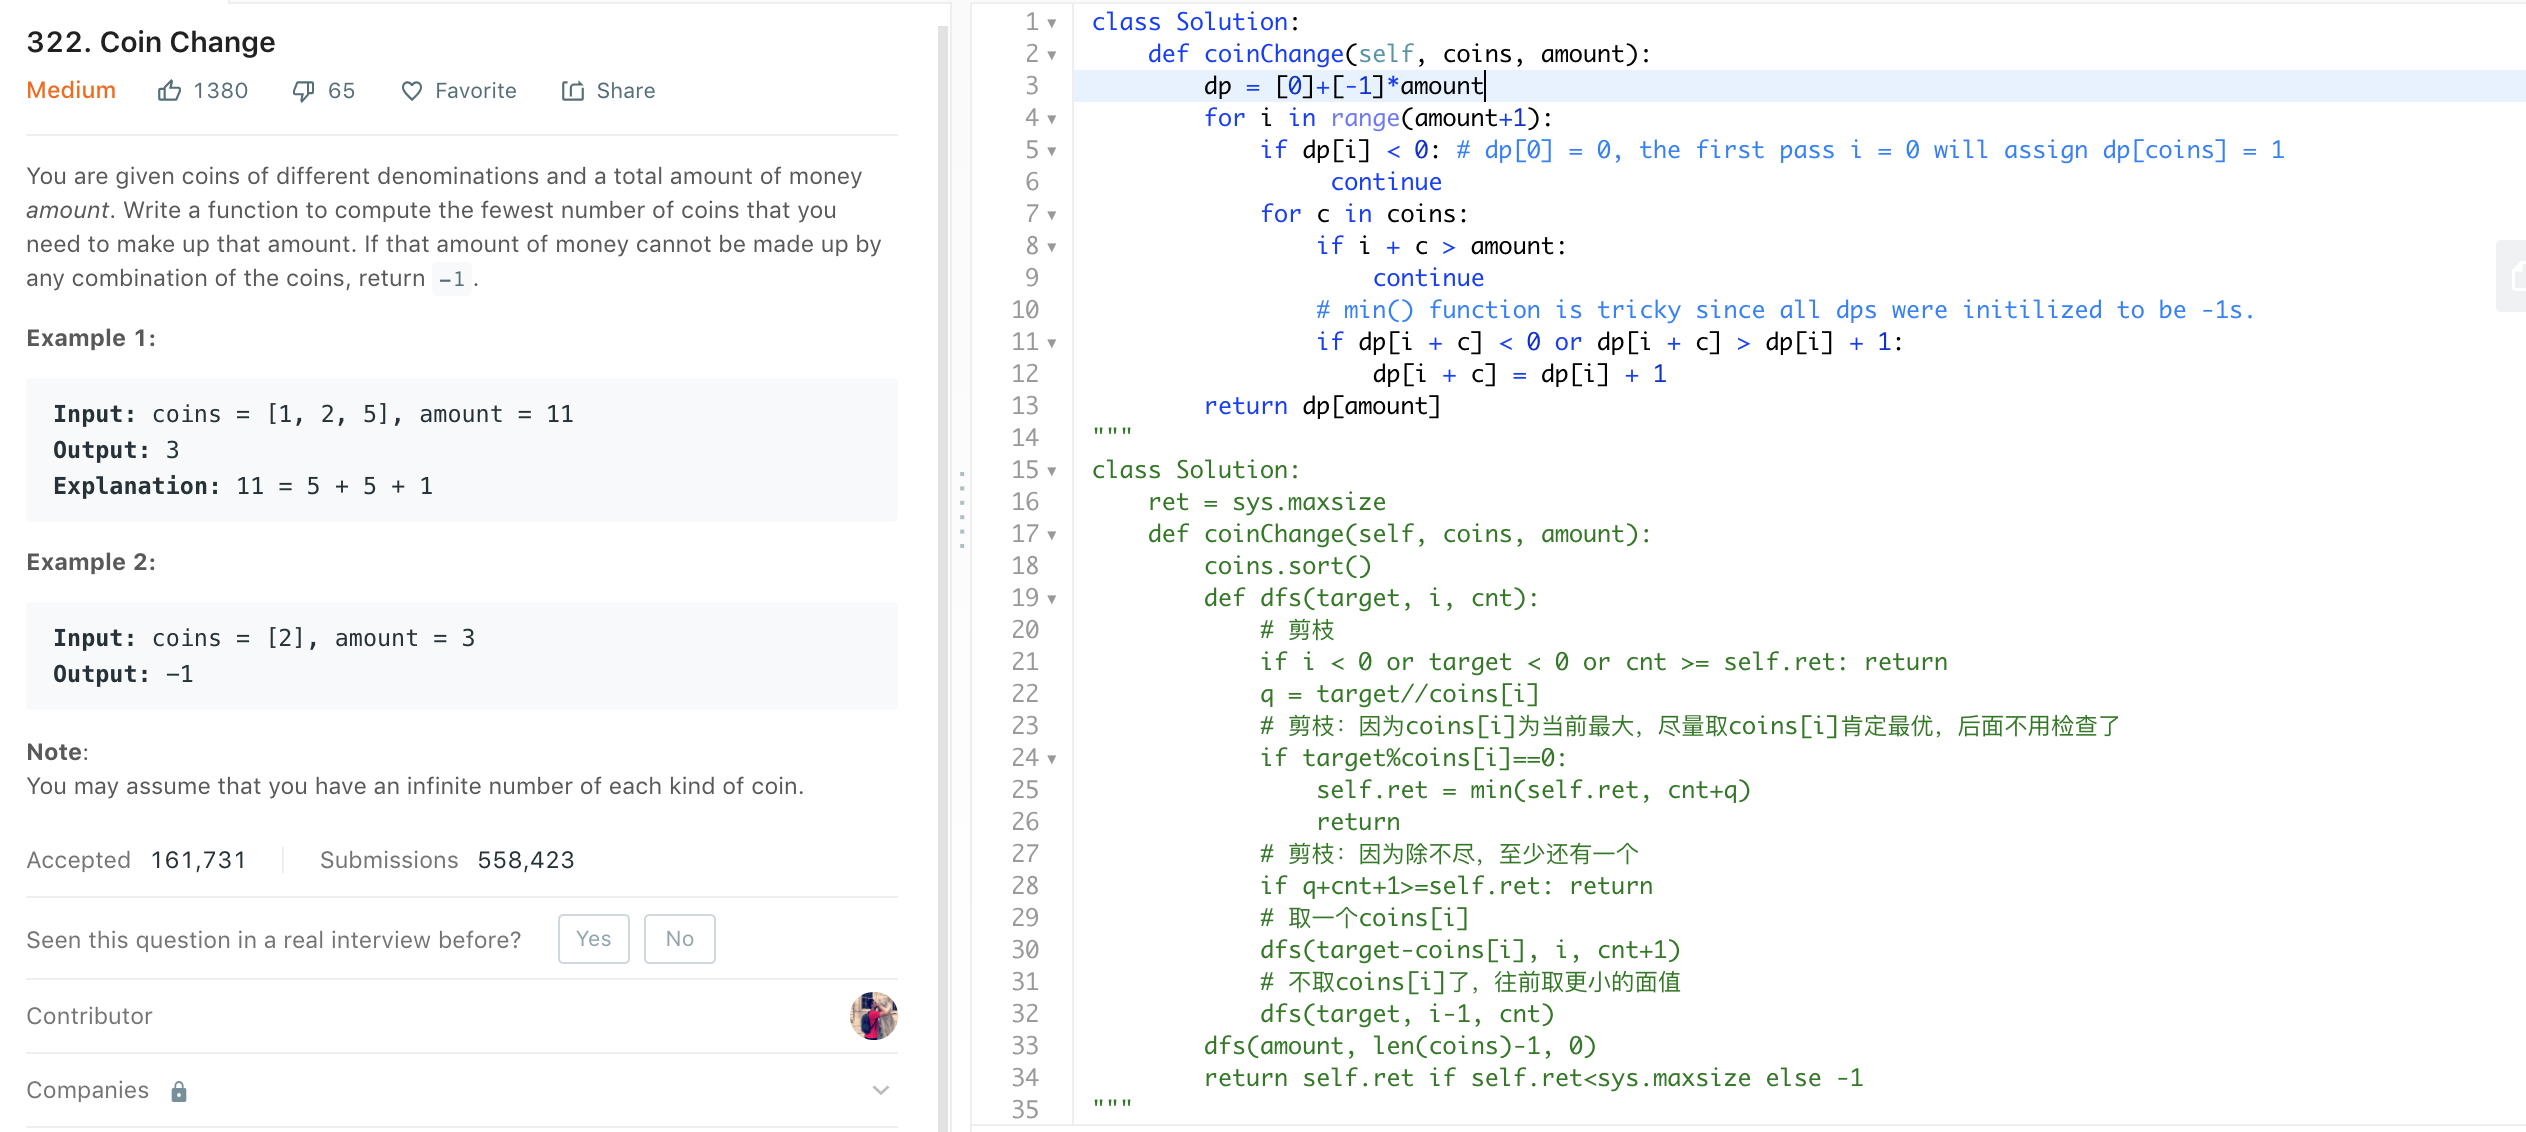 322. Coin Change
Medium 1380 65 Favorite Share
You are given coins of different denominations and a total amount of money
amount. Write a function to compute the fewest number of coins that you
need to make up that amount. If that amount of money cannot be made up by
any combination of the coins, return -1.
Example 1:
Input: coins = [1, 2, 5], amount = 11
Output: 3
Explanation: 11 = 5 + 5 + 1
Example 2:
Input: coins = [2], amount = 3
Output: -1
Note:
You may assume that you have an infinite number of each kind of coin.
Accepted 161,731 Submissions 558,423
Seen this question in a real interview before? Yes No
Contributor
Companies
1 class Solution:
2     def coinChange(self, coins, amount):
3         dp = [0]+[-1]*amount
4         for i in range(amount+1):
5             if dp[i] < 0: # dp[0] = 0, the first pass i = 0 will assign dp[coins] = 1
6                  continue
7             for c in coins:
8                 if i + c > amount:
9                     continue
10                 # min() function is tricky since all dps were initilized to be -1s.
11                 if dp[i + c] < 0 or dp[i + c] > dp[i] + 1:
12                     dp[i + c] = dp[i] + 1
13         return dp[amount]
14 """
15 class Solution:
16     ret = sys.maxsize
17     def coinChange(self, coins, amount):
18         coins.sort()
19         def dfs(target, i, cnt):
20             # 剪枝
21             if i < 0 or target < 0 or cnt >= self.ret: return
22             q = target//coins[i]
23             # 剪枝：因为coins[i]为当前最大，尽量取coins[i]肯定最优，后面不用检查了
24             if target%coins[i]==0:
25                 self.ret = min(self.ret, cnt+q)
26                 return
27             # 剪枝：因为除不尽，至少还有一个
28             if q+cnt+1>=self.ret: return
29             # 取一个coins[i]
30             dfs(target-coins[i], i, cnt+1)
31             # 不取coins[i]了，往前取更小的面值
32             dfs(target, i-1, cnt)
33         dfs(amount, len(coins)-1, 0)
34         return self.ret if self.ret<sys.maxsize else -1
35 """